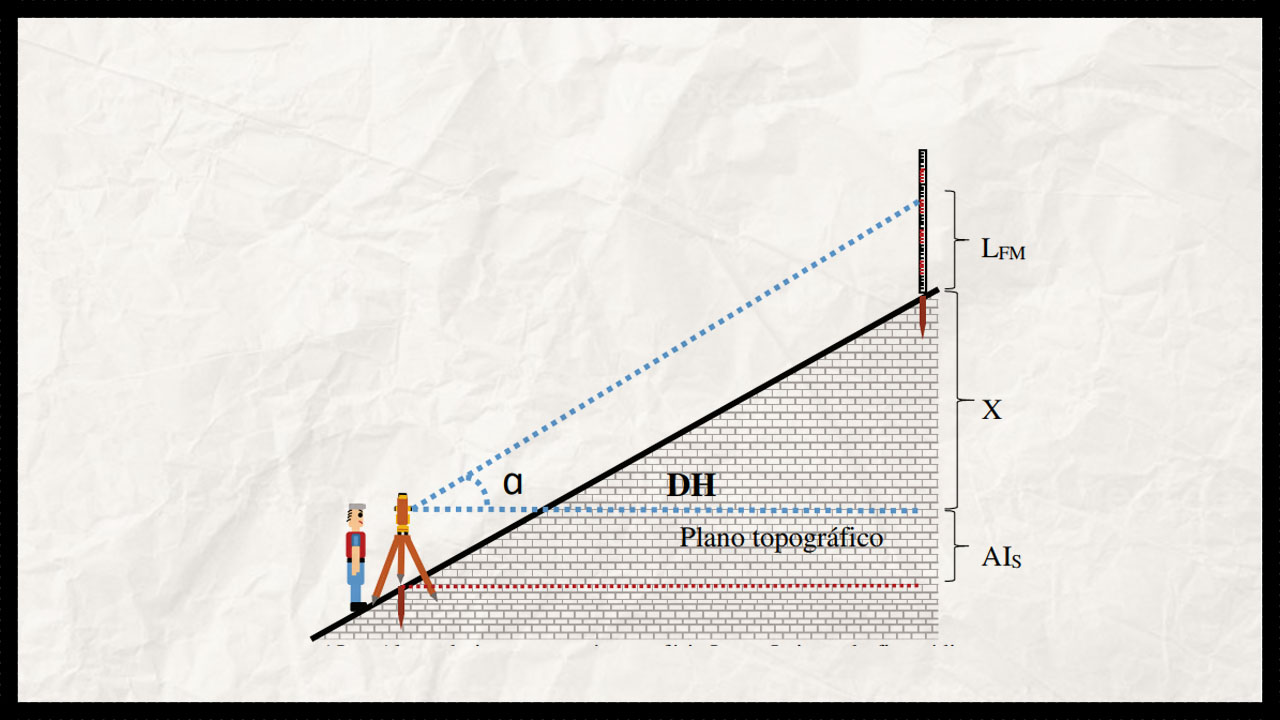 LFM
X
α
DH
Plano topográfico
AIS